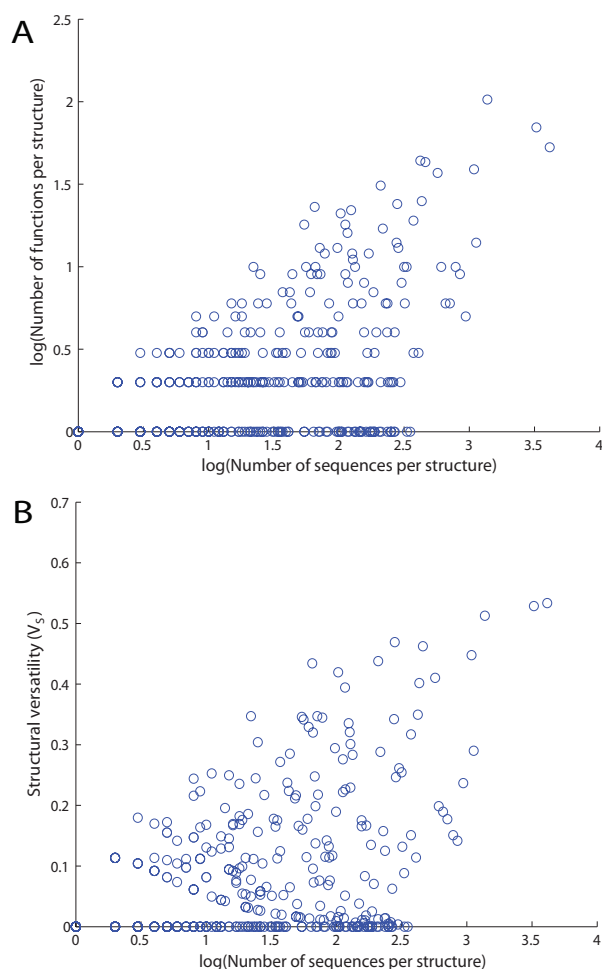 A
2.5
2
1.5
1
0.5
0
log(Number of functions per structure)
0 0.5 1 1.5 2 2.5 3 3.5 4
log(Number of sequences per structure)
B
0.7
0.6
0.5
0.4
0.3
0.2
0.1
0
Structural versatility (VS)
0 0.5 1 1.5 2 2.5 3 3.5 4
log(Number of sequences per structure)